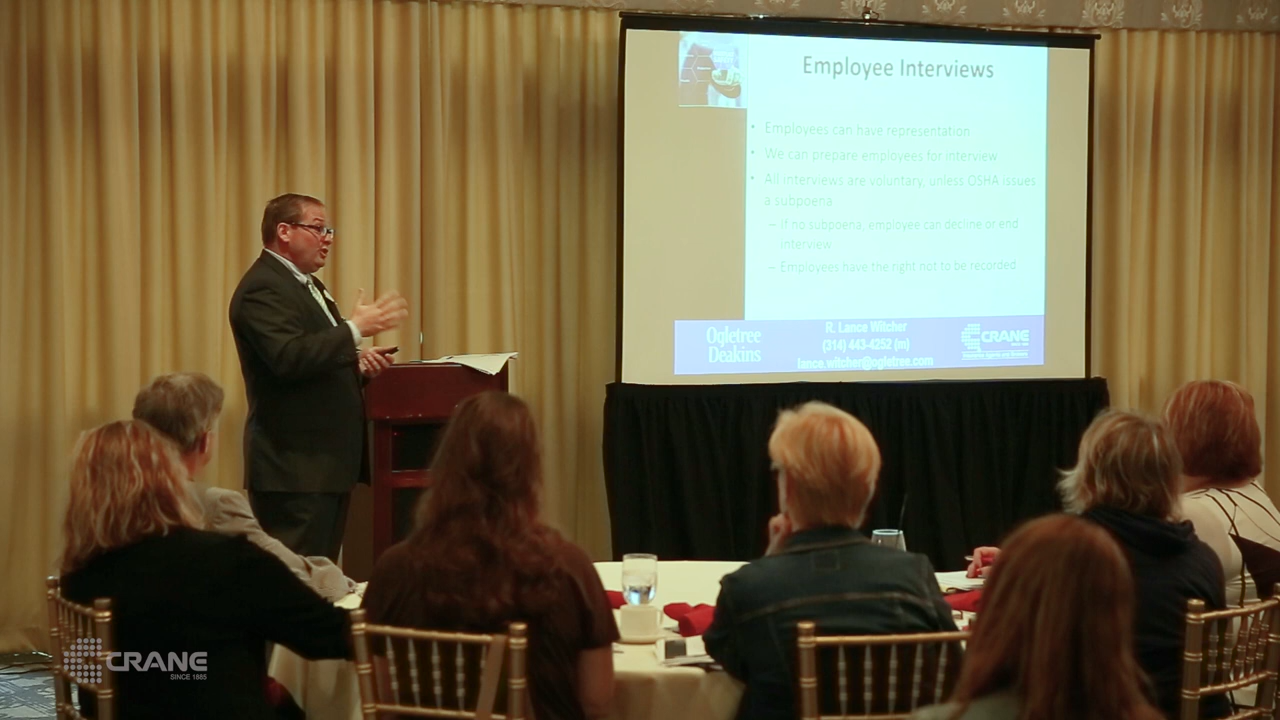 Employee Interviews
• Employees can have representation
• We can prepare employees for interview
• All interviews are voluntary, unless OSHA issues
a subpoena
– If no subpoena, employee can decline or end
interview
– Employees have the right not to be recorded
Ogletree
Deakins
R. Lance Witcher
(314) 443-4252 (m)
lance.witcher@ogletree.com
CRANE
CRANE
SINCE 1885